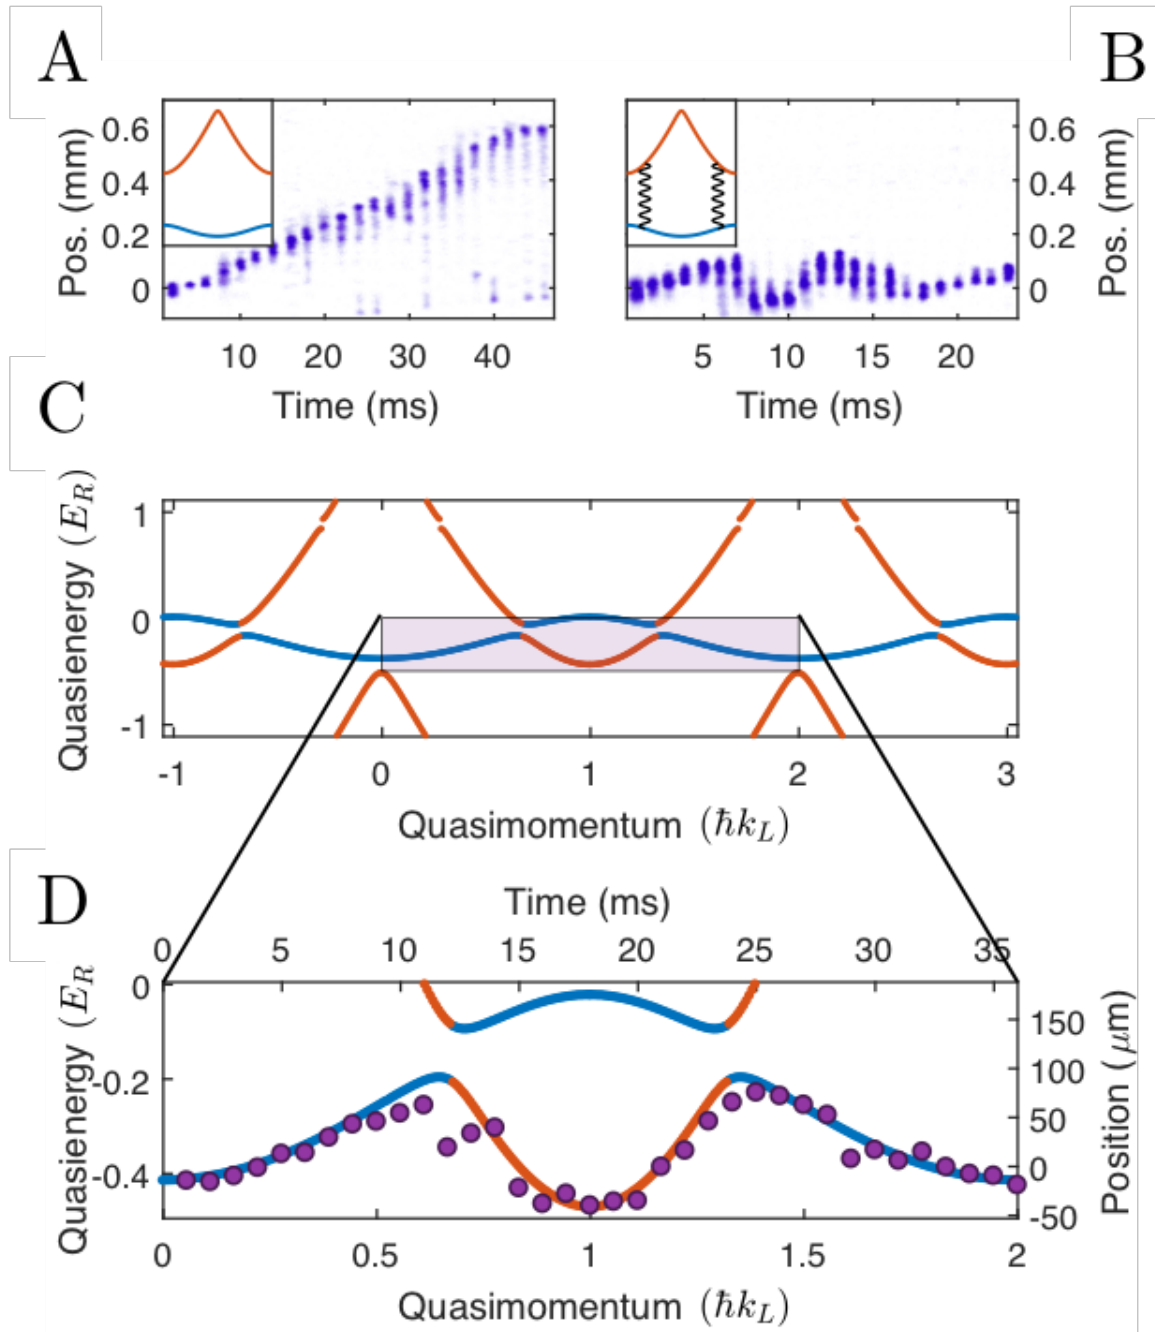 A
B
Pos. (mm)
0.6
0.4
0.2
0
10 20 30 40
Time (ms)
0.6
0.4
0.2
0
Pos. (mm)
5 10 15 20
Time (ms)
C
Quasienergy (E_R)
1
0
-1
-1 0 1 2 3
Quasimomentum (ℏk_L)
D
Time (ms)
0 5 10 15 20 25 30 35
Quasienergy (E_R
0
-0.2
-0.4
150
100
50
0
-50
Position (μm)
0 0.5 1 1.5 2
Quasimomentum (ℏk_L)